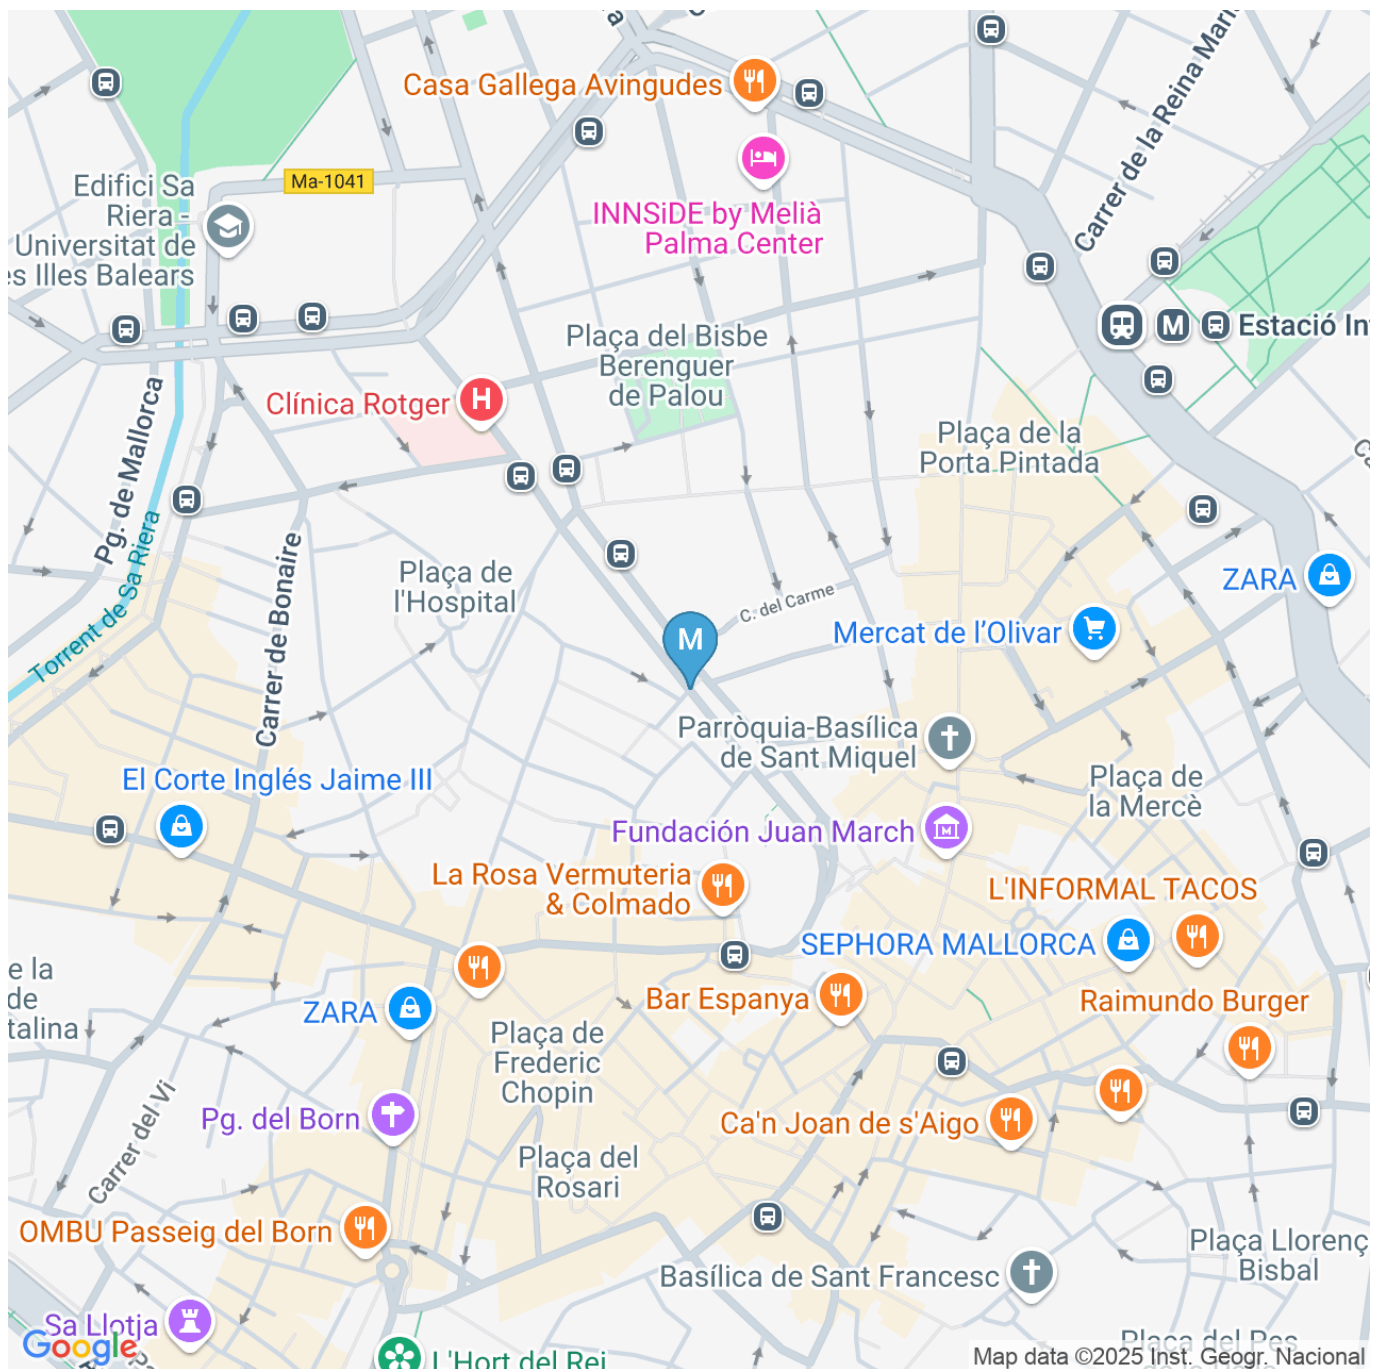 Casa Gallega Avingudes
Ma-1041
Edifici Sa
Riera -
Universitat de
es Illes Balears
INNSiDE by Melià
Palma Center
Carrer de la Reina Mari
M
Estació In
Plaça del Bisbe
Berenguer
de Palou
Clínica Rotger
H
Pg. de Mallorca
Plaça de la
Porta Pintada
Torrent de Sa Riera
Carrer de Bonaire
Plaça de
l'Hospital
C. del Carme
ZARA
Mercat de l'Olivar
M
Parròquia-Basílica
de Sant Miquel
El Corte Inglés Jaime III
Plaça de
la Mercè
Fundación Juan March
La Rosa Vermuteria
& Colmado
L'INFORMAL TACOS
SEPHORA MALLORCA
e la
de
talina
Bar Espanya
Raimundo Burger
ZARA
Plaça de
Frederic
Chopin
Carrer del Vi
Pg. del Born
Ca'n Joan de s'Aigo
Plaça del
Rosari
OMBU Passeig del Born
Plaça Llorenç
Bisbal
Basílica de Sant Francesc
Sa Llotja
Google
L'Hort del Rei
Plaça del Pes
Map data ©2025 Inst. Geogr. Nacional